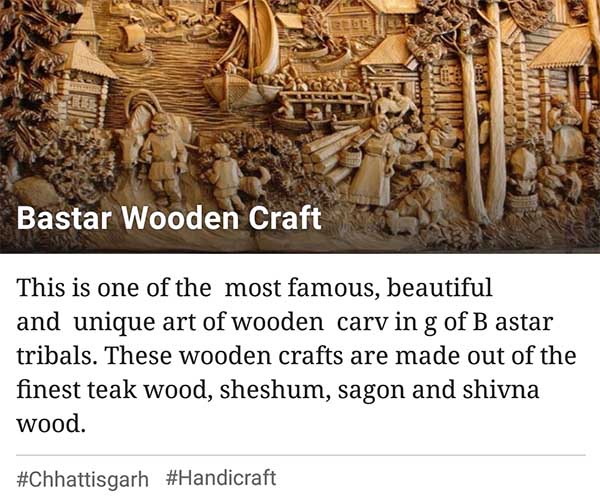 Bastar Wooden Craft
This is one of the most famous, beautiful
and unique art of wooden carv in g of B astar
tribals. These wooden crafts are made out of the
finest teak wood, sheshum, sagon and shivna
wood.
#Chhattisgarh #Handicraft